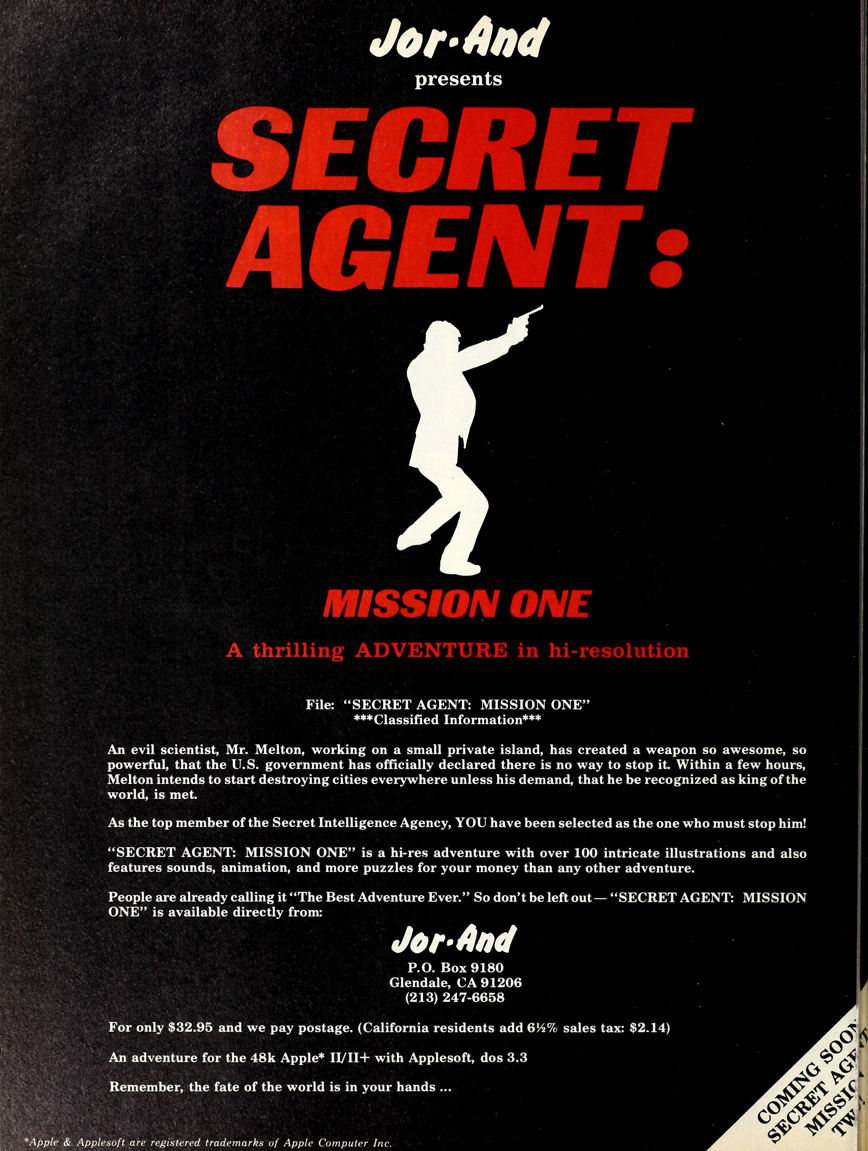 Jor·And
presents
SECRET
AGENT:
MISSION ONE
A thrilling ADVENTURE in hi-resolution
File: “SECRET AGENT: MISSION ONE”
***Classified Information***
An evil scientist, Mr. Melton, working on a small private island, has created a weapon so awesome, so
powerful, that the U.S. government has officially declared there is no way to stop it. Within a few hours,
Melton intends to start destroying cities everywhere unless his demand, that he be recognized as king of the
world, is met.
As the top member of the Secret Intelligence Agency, YOU have been selected as the one who must stop him!
“SECRET AGENT: MISSION ONE” is a hi-res adventure with over 100 intricate illustrations and also
features sounds, animation, and more puzzles for your money than any other adventure.
People are already calling it “The Best Adventure Ever.” So don’t be left out — “SECRET AGENT: MISSION
ONE” is available directly from:
Jor·And
P.O. Box 9180
Glendale, CA 91206
(213) 247-6658
For only $32.95 and we pay postage. (California residents add 6½% sales tax: $2.14)
An adventure for the 48k Apple* II/II+ with Applesoft, dos 3.3
Remember, the fate of the world is in your hands ...
COMING SOON
SECRET AGENT
MISSION
TWO!
*Apple & Applesoft are registered trademarks of Apple Computer Inc.